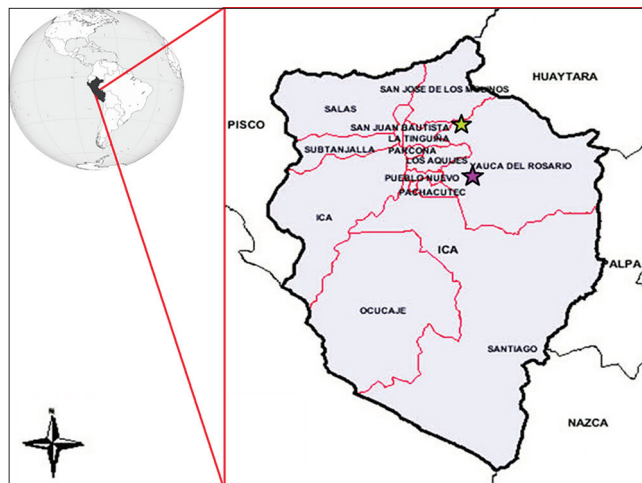 HUAYTARA
SAN JOSE DE LOS MOLINOS
SALAS
PISCO
SAN JUAN BAUTISTA
LA TINGUIÑA
SUBTANJALLA
PARCONA
LOS AQUIJES
YAUCA DEL ROSARIO
PUEBLO NUEVO
PACHACUTEC
ICA
ICA
ALPA
OCUCAJE
SANTIAGO
N
NAZCA